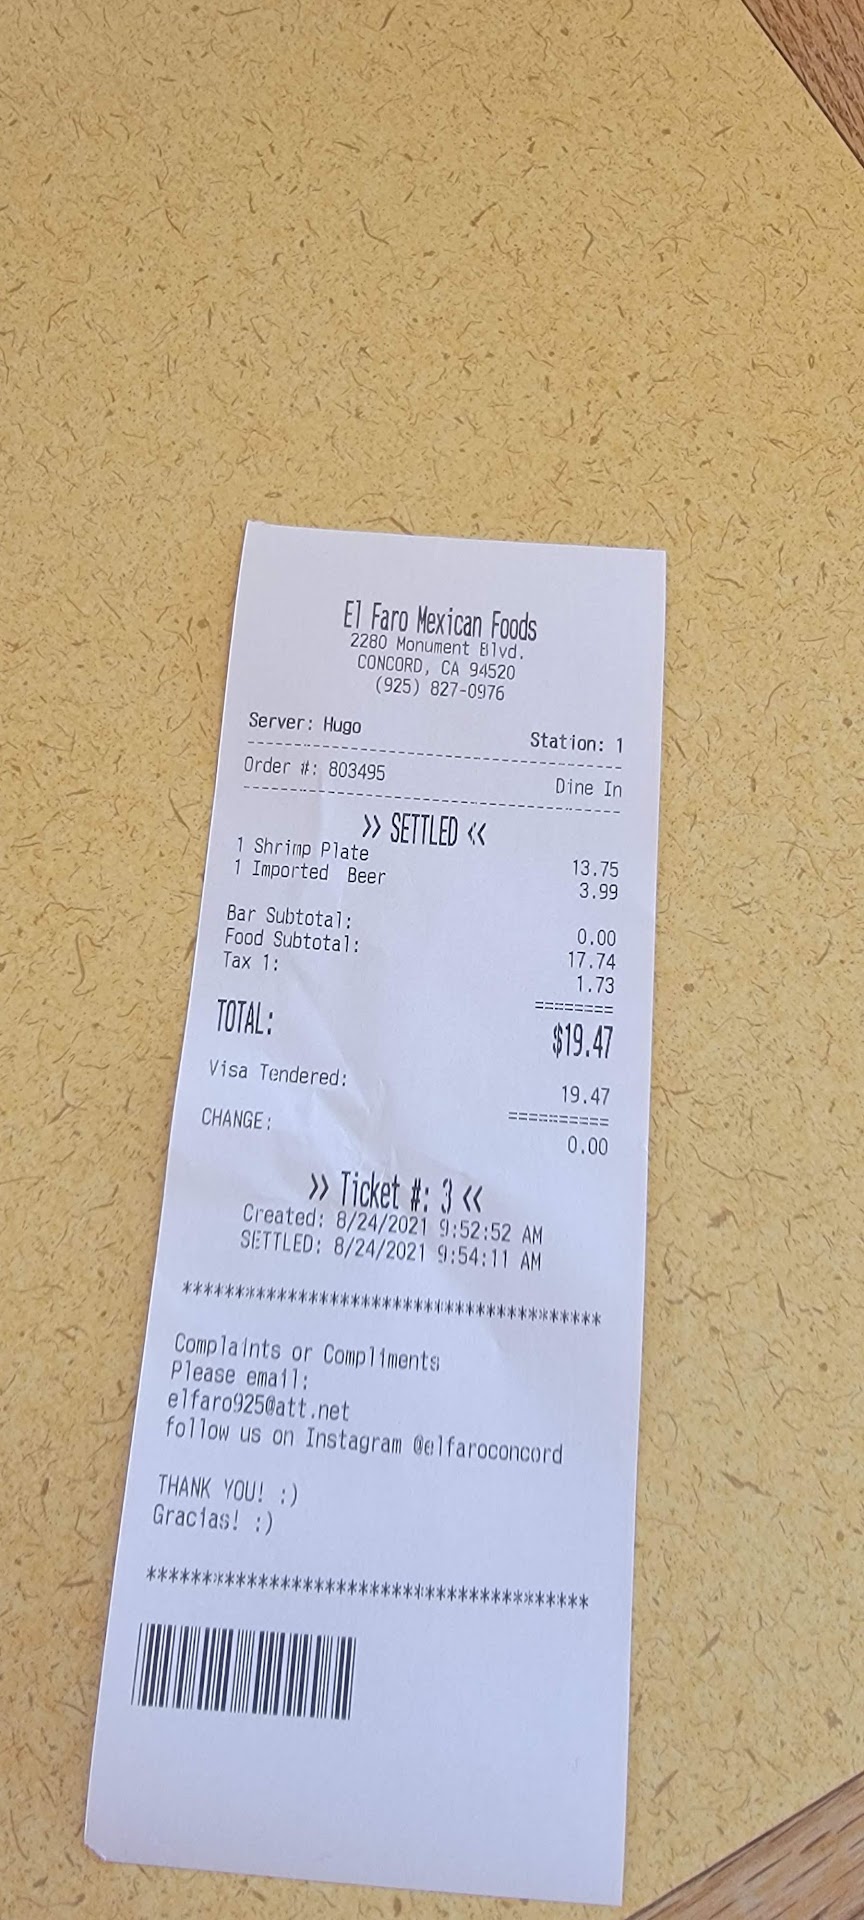 El Faro Mexican Foods
2280 Monument Blvd.
CONCORD, CA 94520
(925) 827-0976
Server: Hugo Station: 1
----------------------------------------
Order #: 803495 Dine In
----------------------------------------
>> SETTLED <<
1 Shrimp Plate 13.75
1 Imported Beer 3.99
Bar Subtotal: 0.00
Food Subtotal: 17.74
Tax 1: 1.73
========
TOTAL: $19.47
Visa Tendered: 19.47
==========
CHANGE: 0.00
>> Ticket #: 3 <<
Created: 8/24/2021 9:52:52 AM
SETTLED: 8/24/2021 9:54:11 AM
****************************************
Complaints or Compliments
Please email:
elfaro925@att.net
follow us on Instagram @elfaroconcord
THANK YOU! :)
Gracias! :)
****************************************